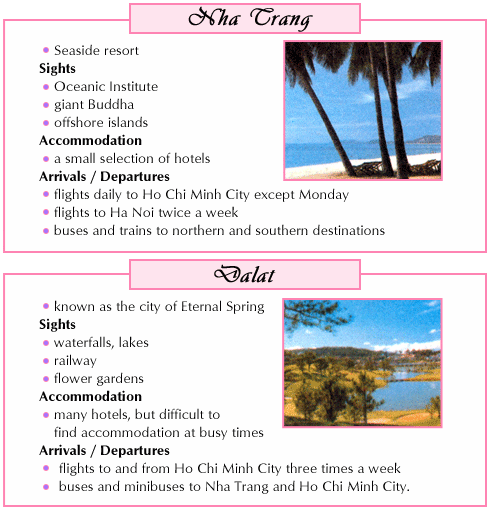 Nha Trang
• Seaside resort
Sights
• Oceanic Institute
• giant Buddha
• offshore islands
Accommodation
• a small selection of hotels
Arrivals / Departures
• flights daily to Ho Chi Minh City except Monday
• flights to Ha Noi twice a week
• buses and trains to northern and southern destinations
Dalat
• known as the city of Eternal Spring
Sights
• waterfalls, lakes
• railway
• flower gardens
Accommodation
• many hotels, but difficult to
find accommodation at busy times
Arrivals / Departures
• flights to and from Ho Chi Minh City three times a week
• buses and minibuses to Nha Trang and Ho Chi Minh City.